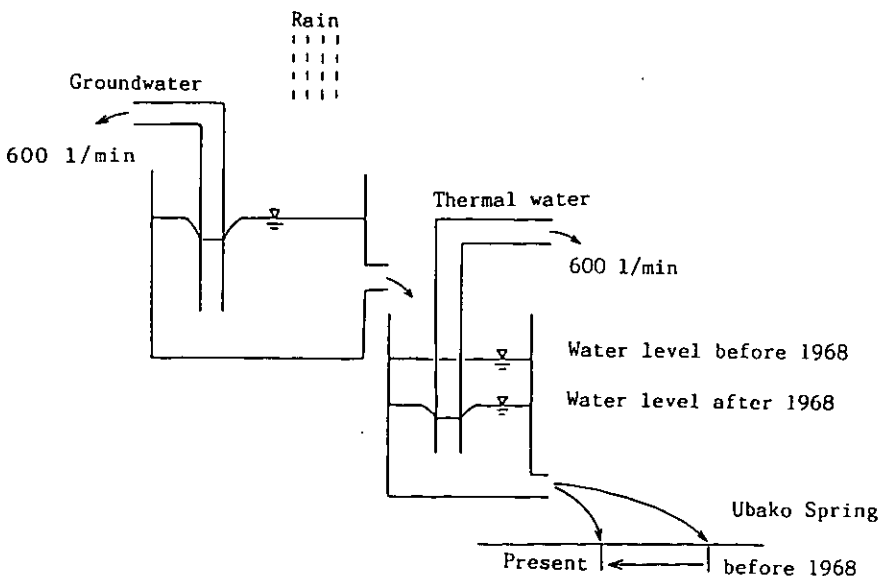 Rain
Groundwater
600 l/min
Thermal water
600 l/min
Water level before 1968
Water level after 1968
Ubako Spring
Present
before 1968